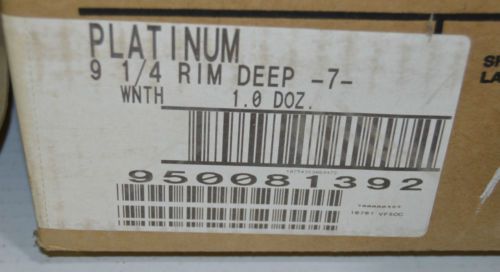 PLATINUM
9 1/4 RIM DEEP -7-
WNTH 1.0 DOZ.
950081392